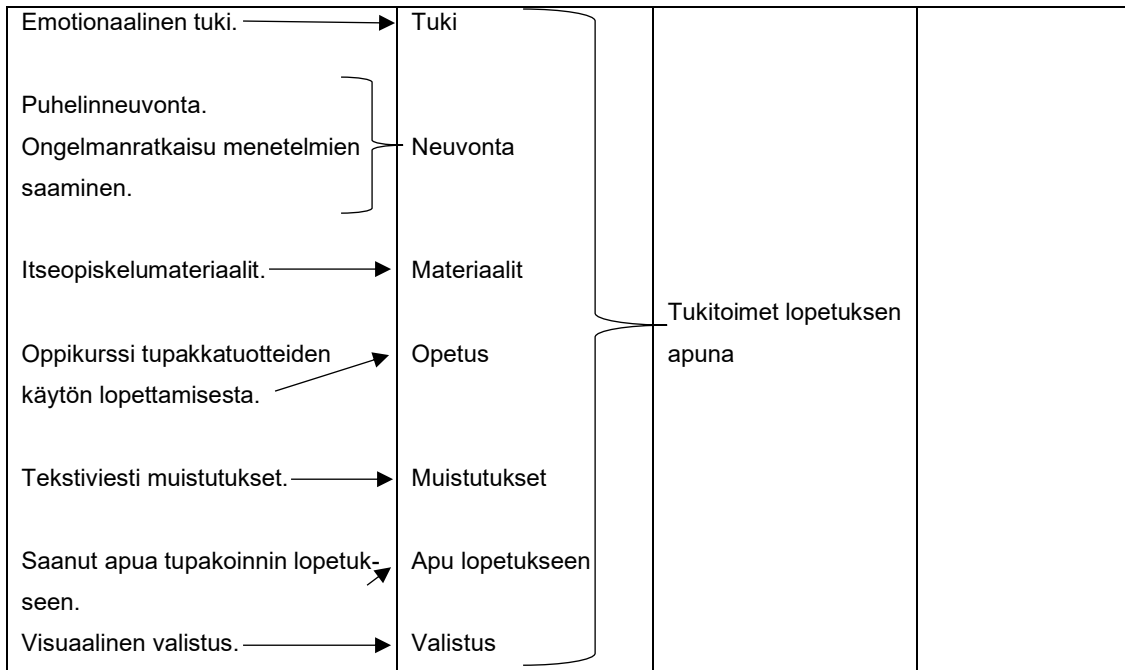 Emotionaalinen tuki.
Tuki
Puhelinneuvonta.
Ongelmanratkaisu menetelmien
saaminen.
Neuvonta
Itseopiskelumateriaalit.
Materiaalit
Oppikurssi tupakkatuotteiden
käytön lopettamisesta.
Opetus
Tekstiviesti muistutukset.
Muistutukset
Saanut apua tupakoinnin lopetuk-
seen.
Apu lopetukseen
Visuaalinen valistus.
Valistus
Tukitoimet lopetuksen
apuna